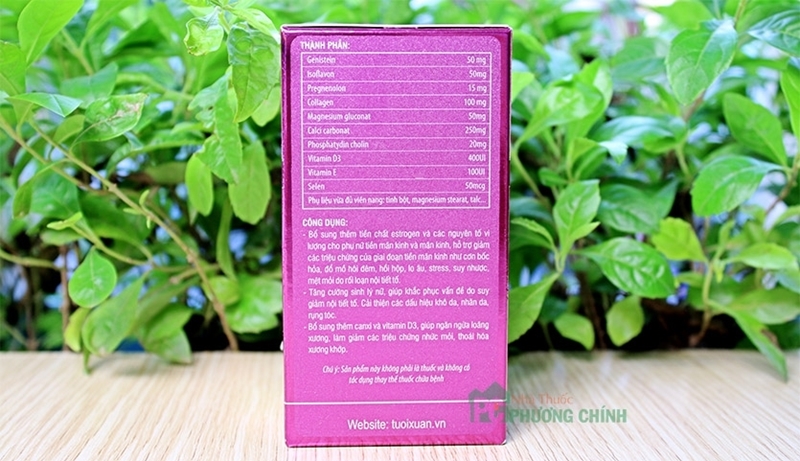 THÀNH PHẦN:
Genistein 50 mg
Isoflavon 50mg
Pregnenolon 15 mg
Collagen 100 mg
Magnesium gluconat 50mg
Calci carbonat 250mg
Phosphatydin cholin 20mg
Vitamin D3 400UI
Vitamin E 100UI
Selen 50mcg
Phụ liệu vừa đủ viên nang: tinh bột, magnesium stearat, talc...
CÔNG DỤNG:
- Bổ sung thêm tiền chất estrogen và các nguyên tố vi
lượng cho phụ nữ tiền mãn kinh và mãn kinh, hỗ trợ giảm
các triệu chứng của giai đoạn tiền mãn kinh như cơn bốc
hỏa, đổ mồ hôi đêm, hồi hộp, lo âu, stress, suy nhược,
mệt mỏi do rối loạn nội tiết tố.
- Tăng cường sinh lý nữ, giúp khắc phục vấn đề do suy
giảm nội tiết tố. Cải thiện các dấu hiệu khô da, nhăn da,
rụng tóc.
- Bổ sung thêm canxi và vitamin D3, giúp ngăn ngừa loãng
xương, làm giảm các triệu chứng nhức mỏi, thoái hóa
xương khớp.
Chú ý: Sản phẩm này không phải là thuốc và không có
tác dụng thay thế thuốc chữa bệnh
Nhà Thuốc
PHƯƠNG CHÍNH
Website: tuoixuan.vn